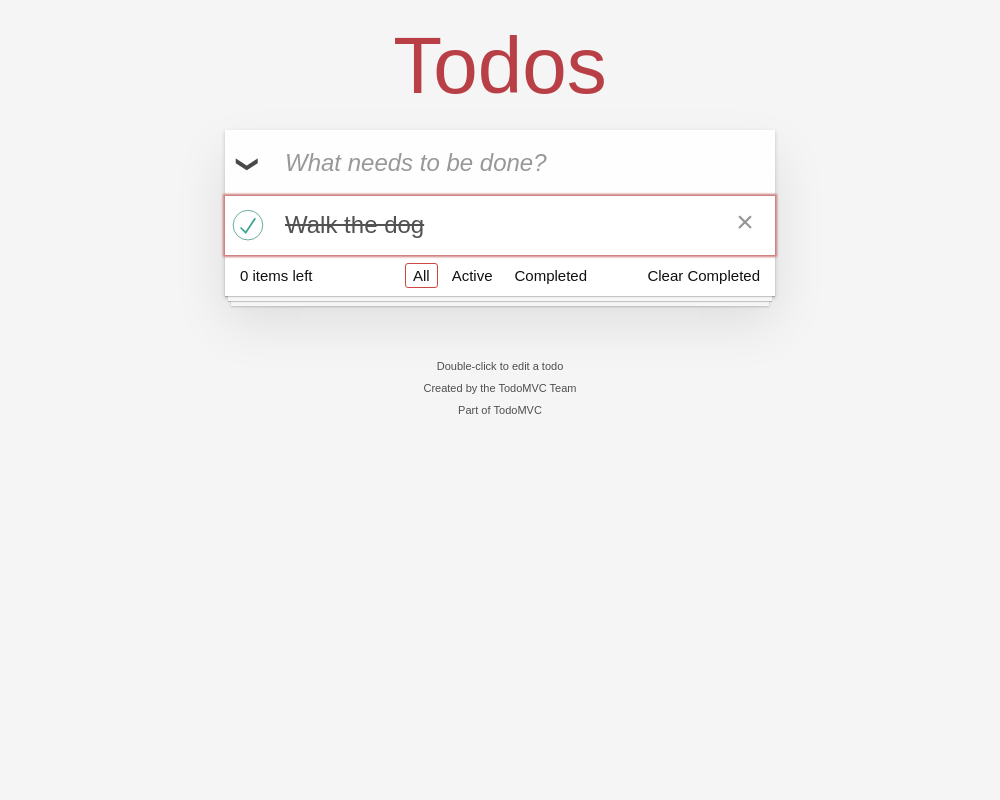 Todos
What needs to be done?
Walk the dog
0 items left All Active Completed Clear Completed
Double-click to edit a todo
Created by the TodoMVC Team
Part of TodoMVC